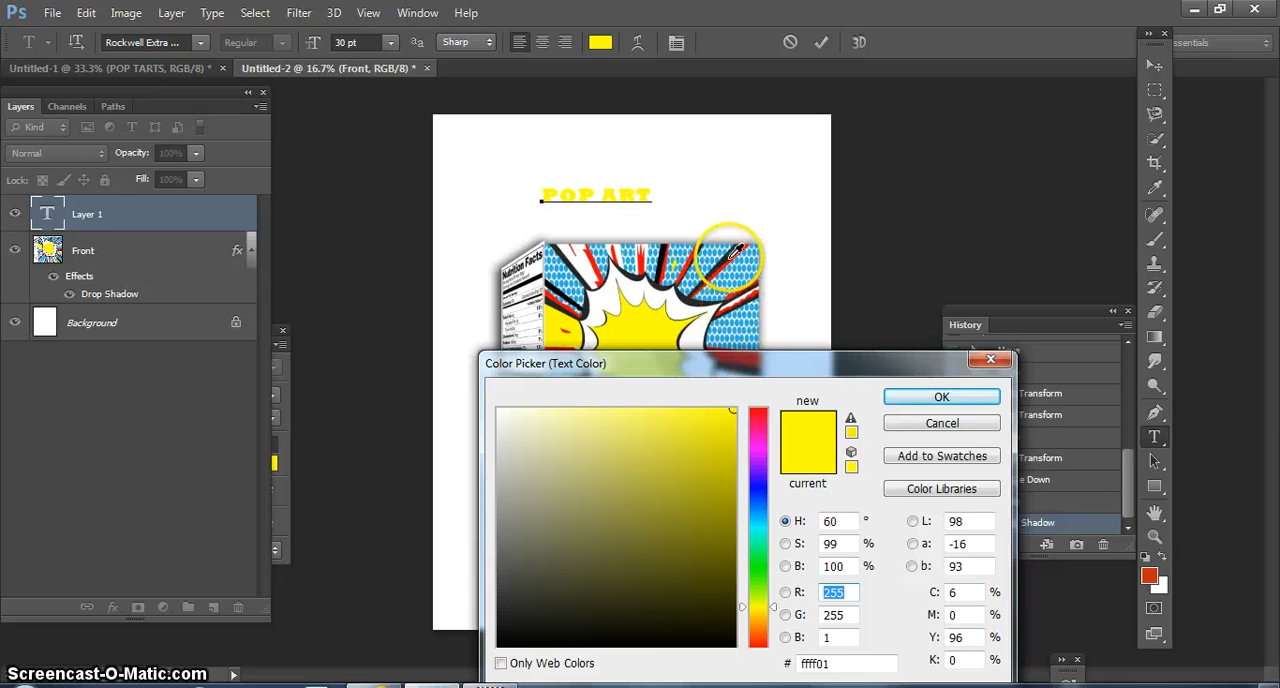 Ps File Edit Image Layer Type Select Filter 3D View Window Help
T Rockwell Extra ... Regular 30 pt aa Sharp 3D ssentials
Untitled-1 @ 33.3% (POP TARTS, RGB/8) * × Untitled-2 @ 16.7% (Front, RGB/8) * ×
Layers Channels Paths
Kind
Normal Opacity: 100%
Lock: Fill: 100%
T Layer 1
Front fx
Effects
Drop Shadow
Background
POP ART
Nutrition Facts
History
Transform
Transform
Transform
e Down
Shadow
Color Picker (Text Color)
new
current
OK
Cancel
Add to Swatches
Color Libraries
H: 60 ° L: 98
S: 99 % a: -16
B: 100 % b: 93
R: 255 C: 6 %
G: 255 M: 0 %
B: 1 Y: 96 %
# ffff01 K: 0 %
Only Web Colors
Screencast-O-Matic.com